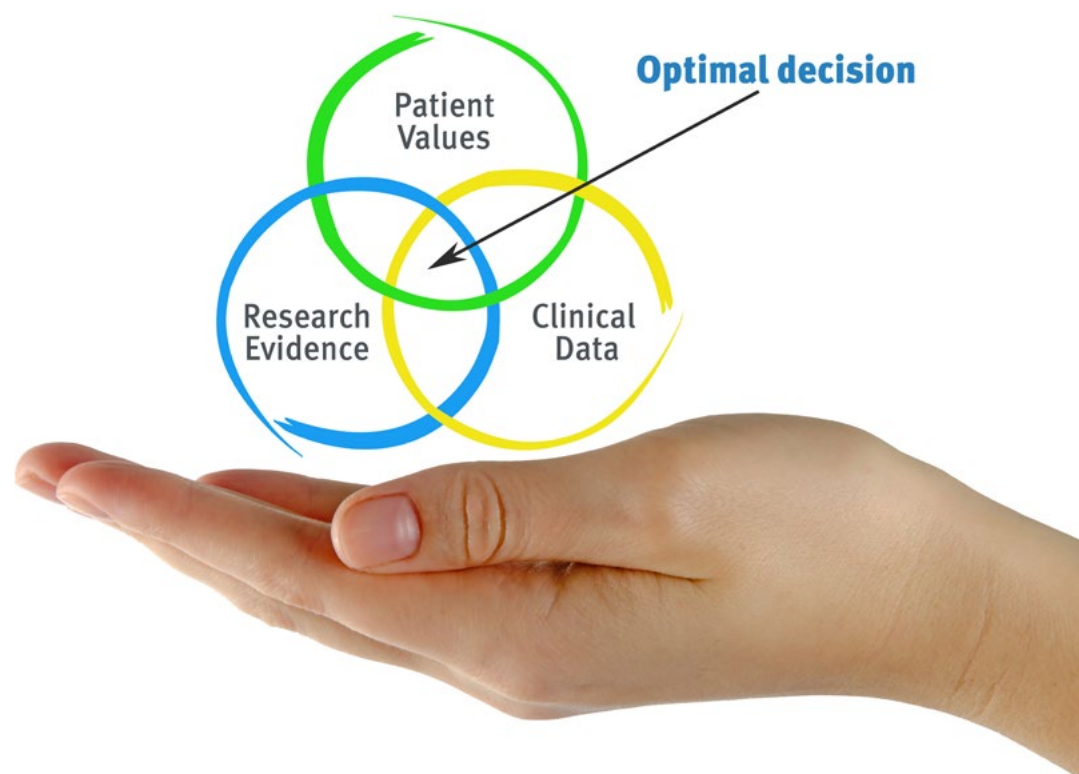 Optimal decision
Patient
Values
Research
Evidence
Clinical
Data